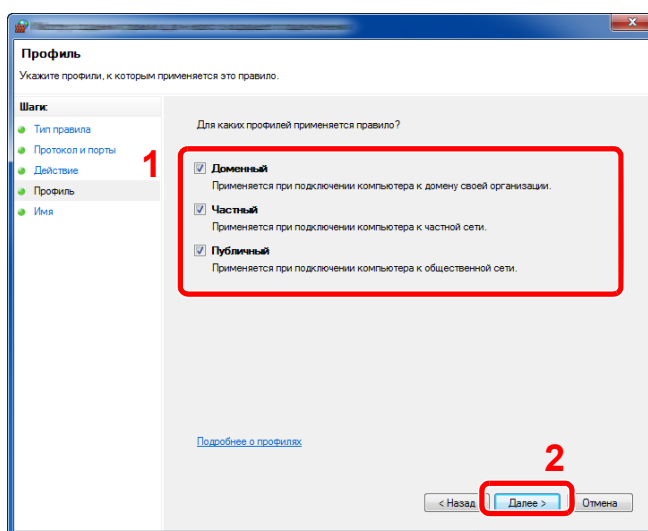 Профиль
Укажите профили, к которым применяется это правило.
Шаги:
Тип правила
Протокол и порты
Действие
Профиль
Имя
Для каких профилей применяется правило?
1
Доменный
Применяется при подключении компьютера к домену своей организации.
Частный
Применяется при подключении компьютера к частной сети.
Публичный
Применяется при подключении компьютера к общественной сети.
Подробнее о профилях
2
< Назад Далее > Отмена